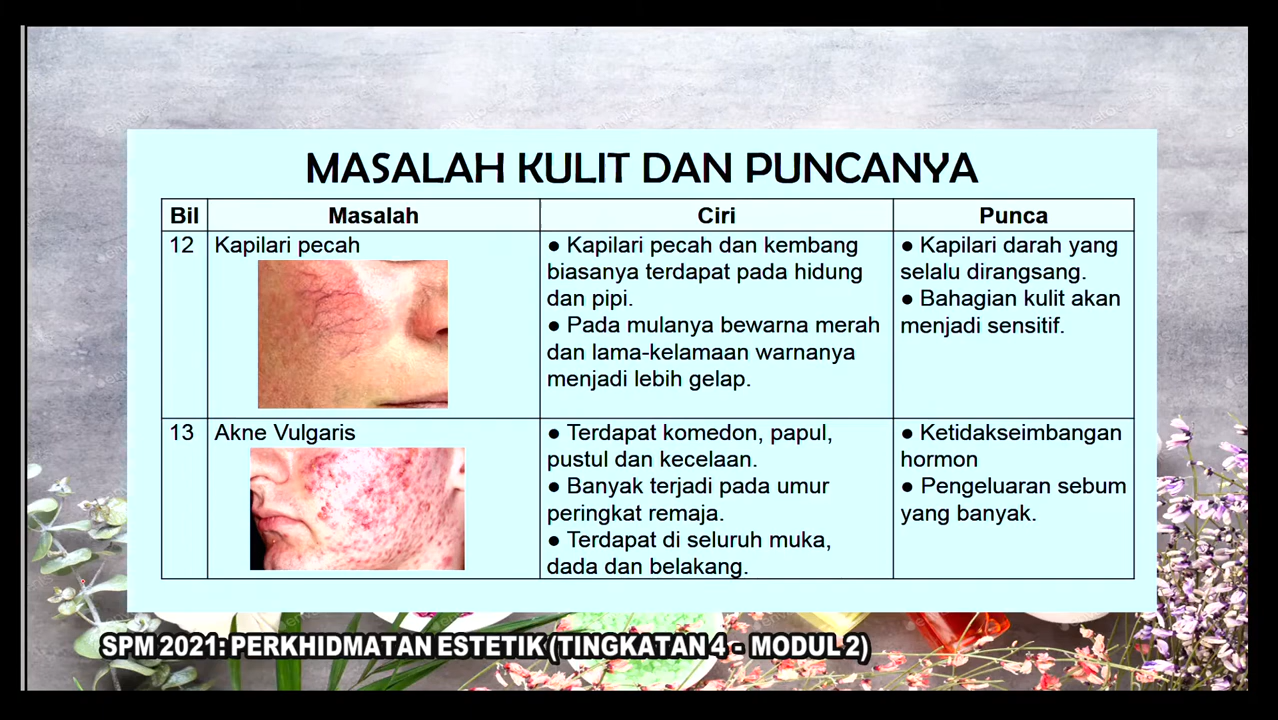 MASALAH KULIT DAN PUNCANYA
Bil Masalah Ciri Punca
12 Kapilari pecah
● Kapilari pecah dan kembang
biasanya terdapat pada hidung
dan pipi.
● Pada mulanya bewarna merah
dan lama-kelamaan warnanya
menjadi lebih gelap.
● Kapilari darah yang
selalu dirangsang.
● Bahagian kulit akan
menjadi sensitif.
13 Akne Vulgaris
● Terdapat komedon, papul,
pustul dan kecelaan.
● Banyak terjadi pada umur
peringkat remaja.
● Terdapat di seluruh muka,
dada dan belakang.
● Ketidakseimbangan
hormon
● Pengeluaran sebum
yang banyak.
SPM 2021: PERKHIDMATAN ESTETIK (TINGKATAN 4 - MODUL 2)